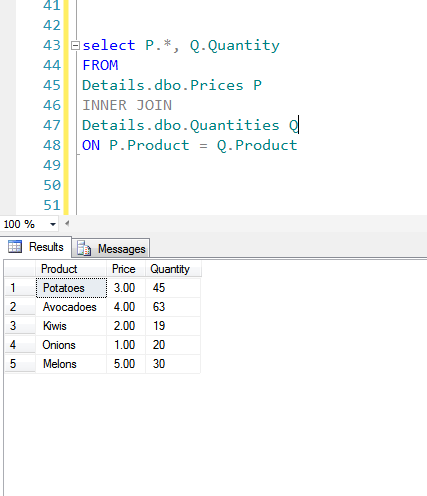 41
42
43 select P.*, Q.Quantity
44 FROM
45 Details.dbo.Prices P
46 INNER JOIN
47 Details.dbo.Quantities Q
48 ON P.Product = Q.Product
49
50
51
100 %
Results Messages
Product Price Quantity
1 Potatoes 3.00 45
2 Avocadoes 4.00 63
3 Kiwis 2.00 19
4 Onions 1.00 20
5 Melons 5.00 30